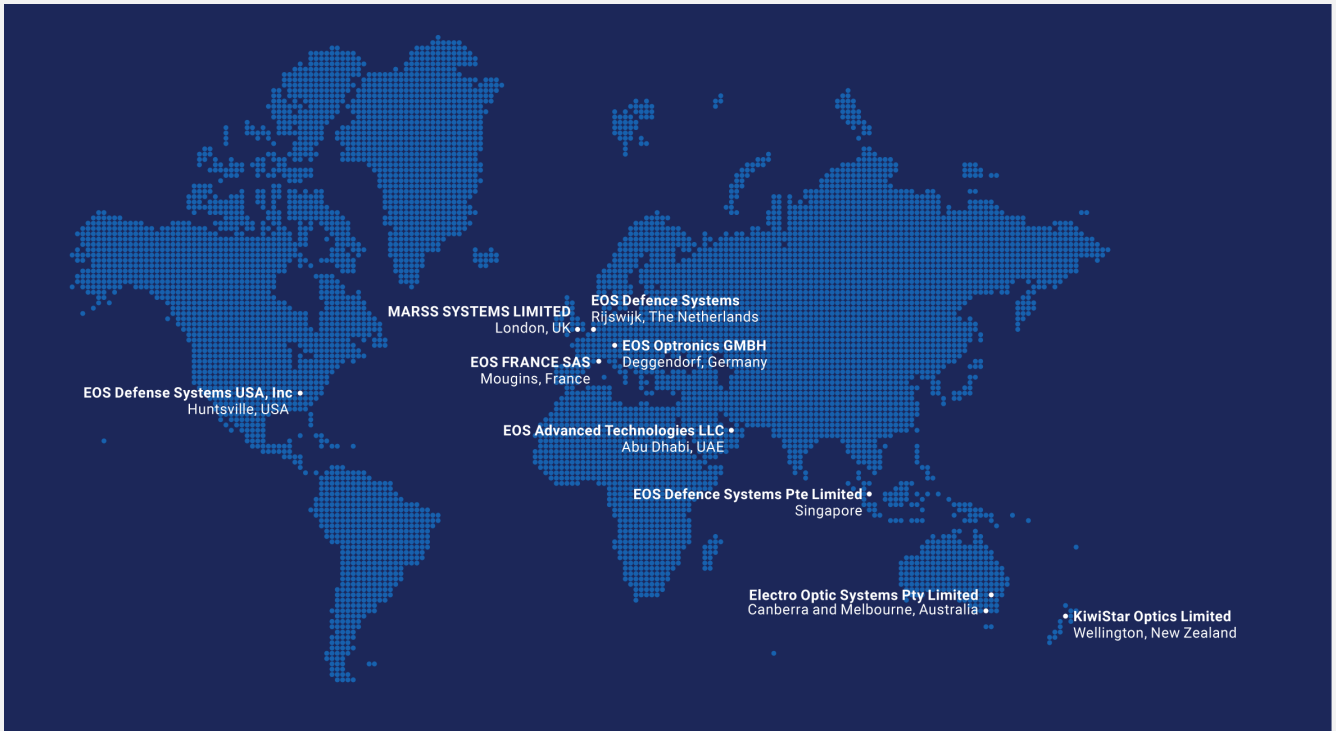 MARSS SYSTEMS LIMITED
London, UK
EOS Defence Systems
Rijswijk, The Netherlands
EOS Optronics GMBH
Deggendorf, Germany
EOS FRANCE SAS
Mougins, France
EOS Defense Systems USA, Inc
Huntsville, USA
EOS Advanced Technologies LLC
Abu Dhabi, UAE
EOS Defence Systems Pte Limited
Singapore
Electro Optic Systems Pty Limited
Canberra and Melbourne, Australia
KiwiStar Optics Limited
Wellington, New Zealand